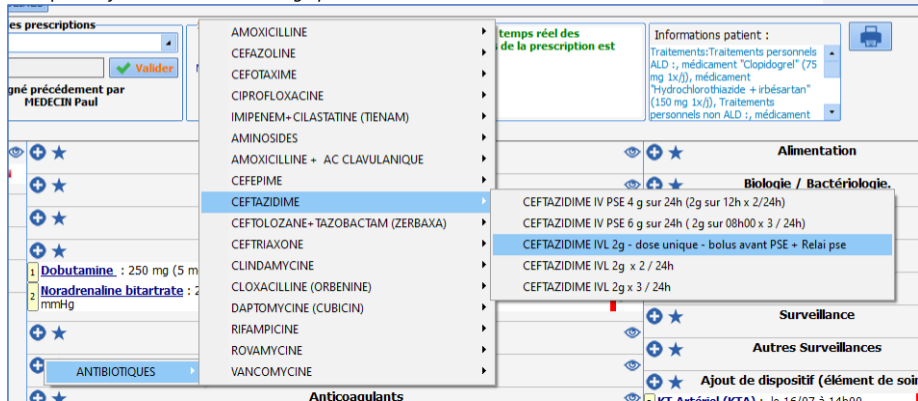 es prescriptions
Valider
gné précédement par
MEDECIN Paul
temps réel des
de la prescription est
Informations patient :
Traitements:Traitements personnels
ALD :, médicament "Clopidogrel" (75
mg 1x/j), médicament
"Hydrochlorothiazide + irbésartan"
(150 mg 1x/j), Traitements
personnels non ALD :, médicament
AMOXICILLINE
CEFAZOLINE
CEFOTAXIME
CIPROFLOXACINE
IMIPENEM+CILASTATINE (TIENAM)
AMINOSIDES
AMOXICILLINE + AC CLAVULANIQUE
CEFEPIME
CEFTAZIDIME
CEFTOLOZANE+TAZOBACTAM (ZERBAXA)
CEFTRIAXONE
CLINDAMYCINE
CLOXACILLINE (ORBENINE)
DAPTOMYCINE (CUBICIN)
RIFAMPICINE
ROVAMYCINE
VANCOMYCINE
CEFTAZIDIME IV PSE 4 g sur 24h (2g sur 12h x 2/24h)
CEFTAZIDIME IV PSE 6 g sur 24h ( 2g sur 08h00 x 3 / 24h)
CEFTAZIDIME IVL 2g - dose unique - bolus avant PSE + Relai pse
CEFTAZIDIME IVL 2g x 2 / 24h
CEFTAZIDIME IVL 2g x 3 / 24h
1 Dobutamine : 250 mg (5 m
2 Noradrenaline bitartrate : 2
mmHg
ANTIBIOTIQUES
Anticoagulants
Alimentation
Biologie / Bactériologie.
Surveillance
Autres Surveillances
Ajout de dispositif (élément de soin
KT Artériel (KTA) : le 16/07 à 14h00